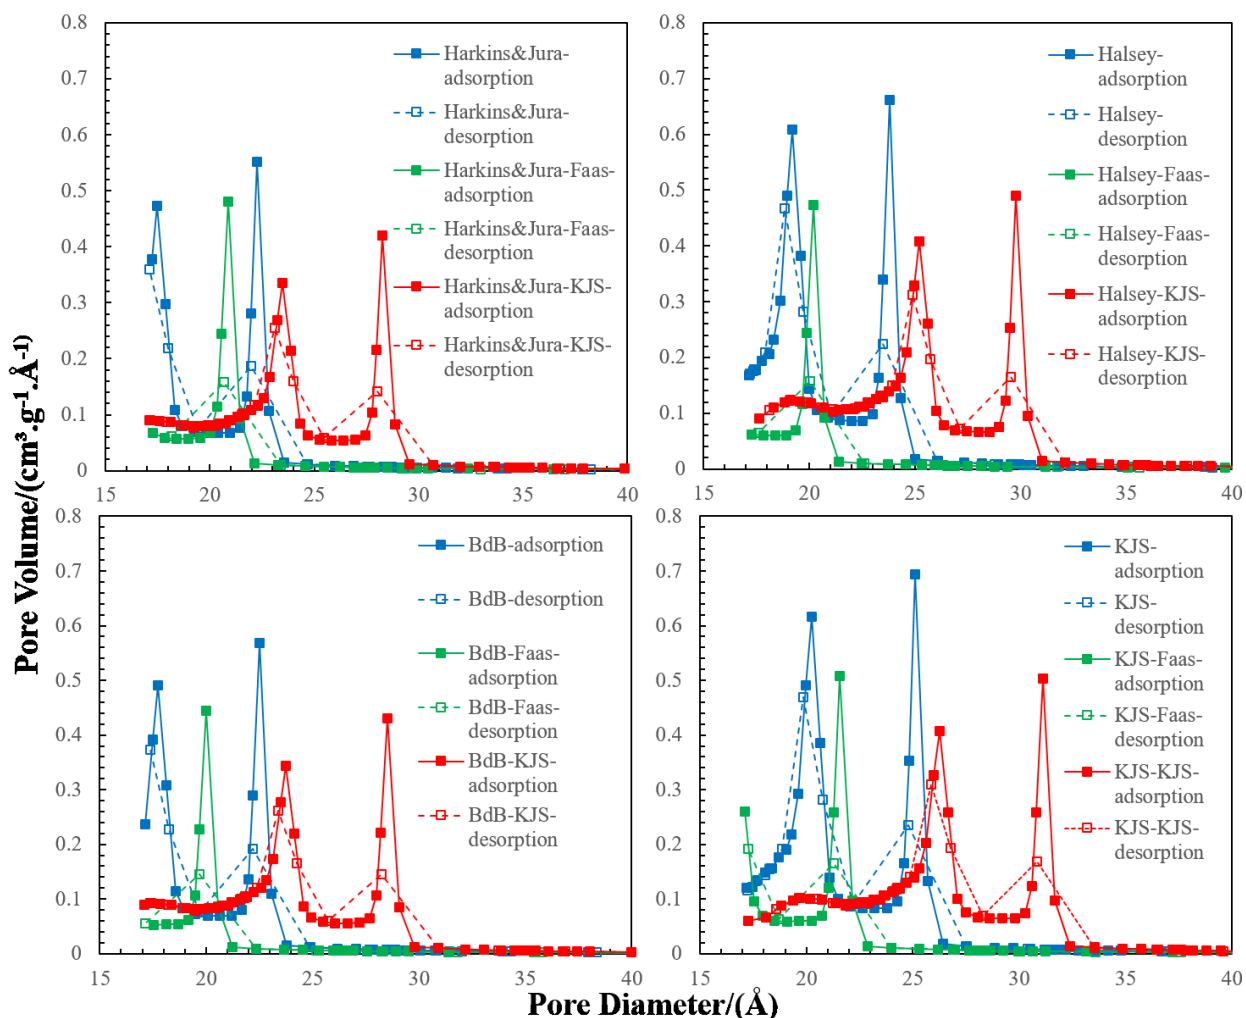 0.8
0.7
0.6
0.5
0.4
0.3
0.2
0.1
0
15
20
25
30
35
40
Harkins&Jura-
adsorption
Harkins&Jura-
desorption
Harkins&Jura-Faas-
adsorption
Harkins&Jura-Faas-
desorption
Harkins&Jura-KJS-
adsorption
Harkins&Jura-KJS-
desorption
0.8
0.7
0.6
0.5
0.4
0.3
0.2
0.1
0
15
20
25
30
35
40
Halsey-
adsorption
Halsey-
desorption
Halsey-Faas-
adsorption
Halsey-Faas-
desorption
Halsey-KJS-
adsorption
Halsey-KJS-
desorption
0.8
0.7
0.6
0.5
0.4
0.3
0.2
0.1
0
15
20
25
30
35
40
BdB-adsorption
BdB-desorption
BdB-Faas-
adsorption
BdB-Faas-
desorption
BdB-KJS-
adsorption
BdB-KJS-
desorption
0.8
0.7
0.6
0.5
0.4
0.3
0.2
0.1
0
15
20
25
30
35
40
KJS-
adsorption
KJS-
desorption
KJS-Faas-
adsorption
KJS-Faas-
desorption
KJS-KJS-
adsorption
KJS-KJS-
desorption
Pore Volume/(cm³.g⁻¹.Å⁻¹)
Pore Diameter/(Å)